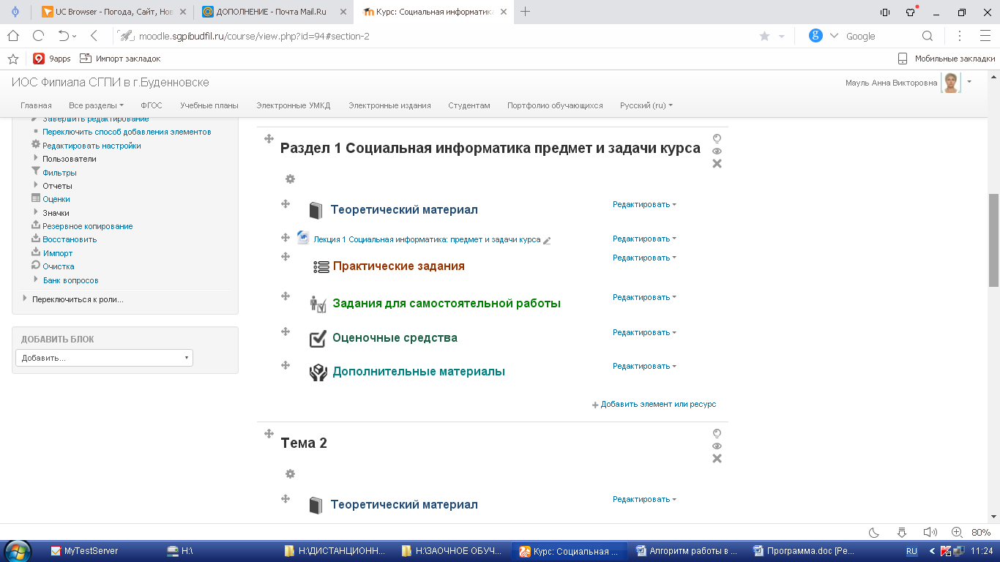 UC Browser - Погода, Сайт, Нов
ДОПОЛНЕНИЕ - Почта Mail.Ru
Курс: Социальная информатика
moodle.sgpibudfil.ru/course/view.php?id=94#section-2
Google
9apps
Импорт закладок
Мобильные закладки
ИОС Филиала СГПИ в г.Буденновске
Мауль Анна Викторовна
Главная Все разделы ФГОС Учебные планы Электронные УМКД Электронные издания Студентам Портфолио обучающихся Русский (ru)
Завершить редактирование
Переключить способ добавления элементов
Редактировать настройки
Пользователи
Фильтры
Отчеты
Оценки
Значки
Резервное копирование
Восстановить
Импорт
Очистка
Банк вопросов
Переключиться к роли...
ДОБАВИТЬ БЛОК
Добавить...
Раздел 1 Социальная информатика предмет и задачи курса
Теоретический материал Редактировать
Лекция 1 Социальная информатика: предмет и задачи курса Редактировать
Практические задания Редактировать
Задания для самостоятельной работы Редактировать
Оценочные средства Редактировать
Дополнительные материалы Редактировать
Добавить элемент или ресурс
Тема 2
Теоретический материал Редактировать
80%
MyTestServer
H:\
H:\ДИСТАНЦИОНН...
H:\ЗАОЧНОЕ ОБУЧ...
Курс: Социальная ...
Алгоритм работы в ...
Программа.doc [Ре...
RU
11:24